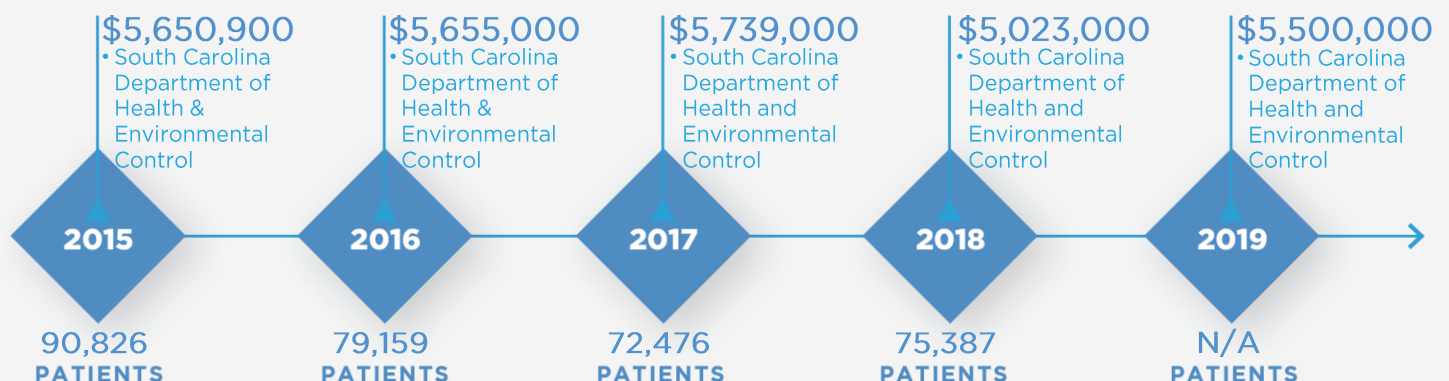 $5,650,900
• South Carolina
Department of
Health &
Environmental
Control
2015
90,826
PATIENTS
$5,655,000
• South Carolina
Department of
Health &
Environmental
Control
2016
79,159
PATIENTS
$5,739,000
• South Carolina
Department of
Health and
Environmental
Control
2017
72,476
PATIENTS
$5,023,000
• South Carolina
Department of
Health and
Environmental
Control
2018
75,387
PATIENTS
$5,500,000
• South Carolina
Department of
Health and
Environmental
Control
2019
N/A
PATIENTS